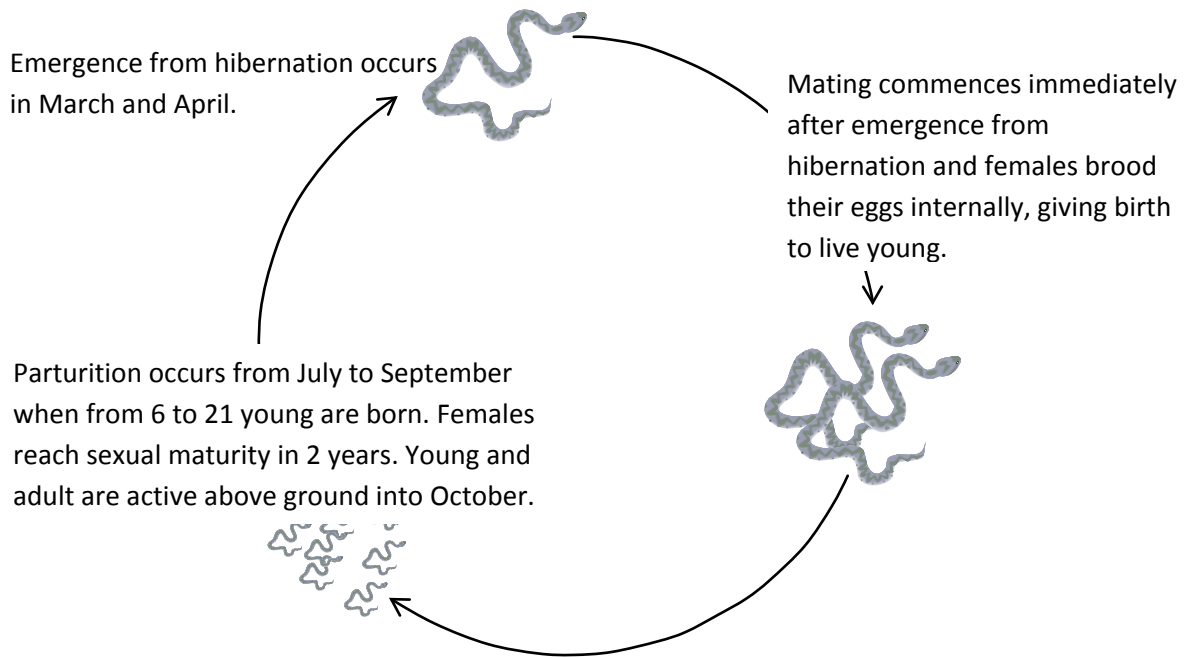 Emergence from hibernation occurs
in March and April.
Mating commences immediately
after emergence from
hibernation and females brood
their eggs internally, giving birth
to live young.
Parturition occurs from July to September
when from 6 to 21 young are born. Females
reach sexual maturity in 2 years. Young and
adult are active above ground into October.